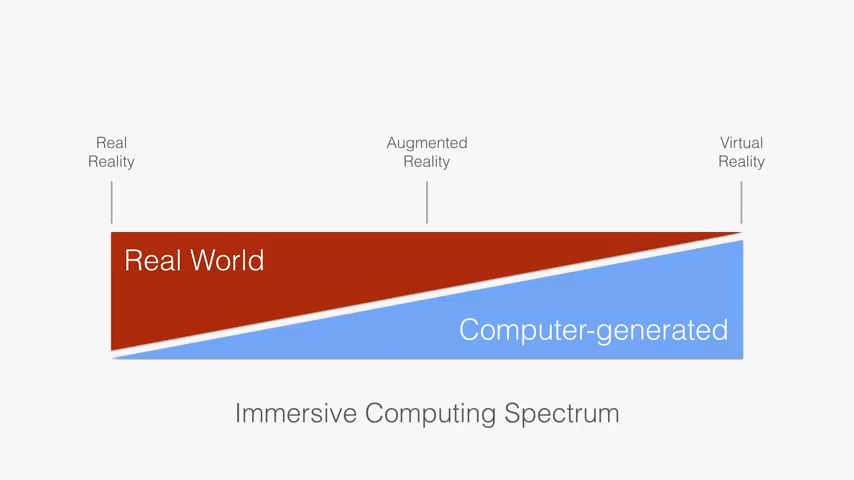 Real
Reality
Augmented
Reality
Virtual
Reality
Real World
Computer-generated
Immersive Computing Spectrum